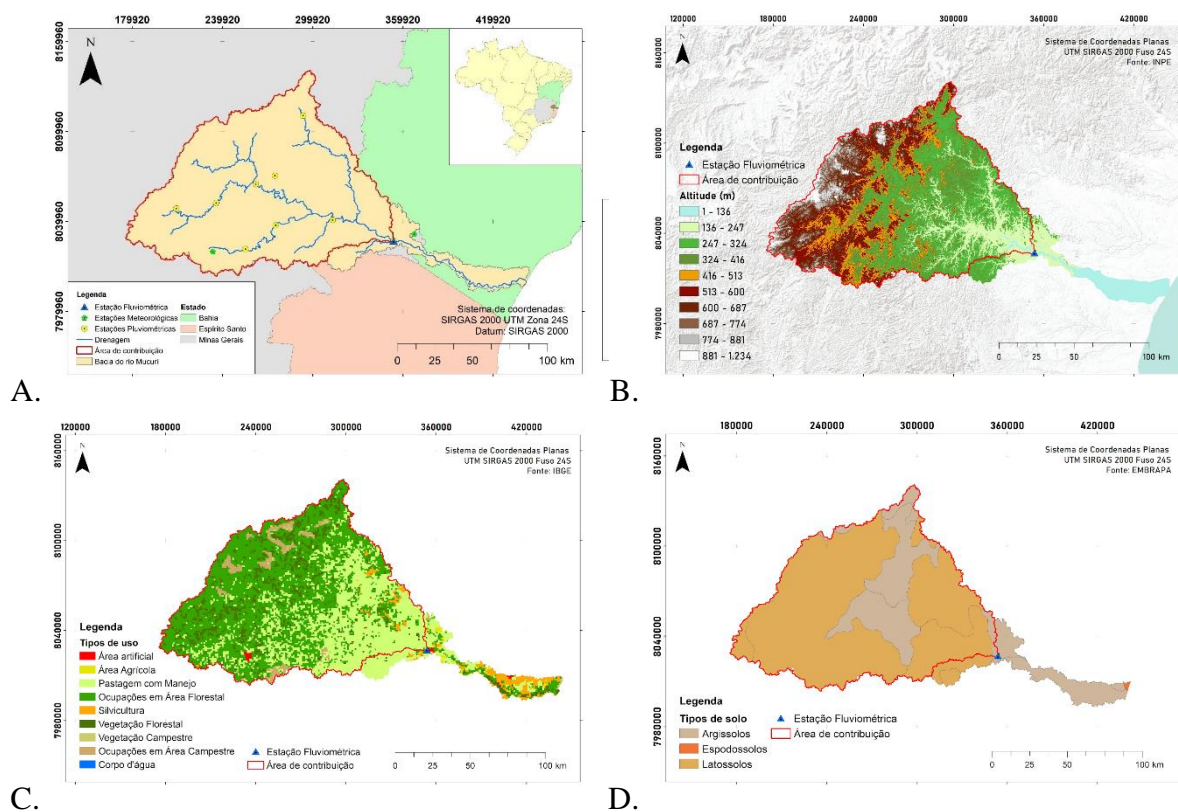 179920 239920 299920 359920 419920
8159960
8099960
8039960
7979960
N
Legenda
Estação Fluviométrica
Estações Meteorológicas
Estações Pluviométricas
Drenagem
Área de contribuição
Bacia do rio Mucuri
Estado
Bahia
Espírito Santo
Minas Gerais
Sistema de coordenadas:
SIRGAS 2000 UTM Zona 24S
Datum: SIRGAS 2000
0 25 50 100 km
A.
120000 180000 240000 300000 360000 420000
8160000
8100000
8040000
7980000
N
Sistema de Coordenadas Planas
UTM SIRGAS 2000 Fuso 24S
Fonte: INPE
Legenda
Estação Fluviométrica
Área de contribuição
Altitude (m)
1 - 136
136 - 247
247 - 324
324 - 416
416 - 513
513 - 600
600 - 687
687 - 774
774 - 881
881 - 1.234
0 25 50 100 km
B.
120000 180000 240000 300000 360000 420000
8160000
8100000
8040000
7980000
N
Sistema de Coordenadas Planas
UTM SIRGAS 2000 Fuso 24S
Fonte: IBGE
Legenda
Tipos de uso
Área artificial
Área Agrícola
Pastagem com Manejo
Ocupações em Área Florestal
Silvicultura
Vegetação Florestal
Vegetação Campestre
Ocupações em Área Campestre
Corpo d'água
Estação Fluviométrica
Área de contribuição
0 25 50 100 km
C.
180000 240000 300000 360000 420000
8160000
8100000
8040000
7980000
N
Sistema de Coordenadas Planas
UTM SIRGAS 2000 Fuso 24S
Fonte: EMBRAPA
Legenda
Tipos de solo
Argissolos
Espodossolos
Latossolos
Estação Fluviométrica
Área de contribuição
0 25 50 100 km
D.